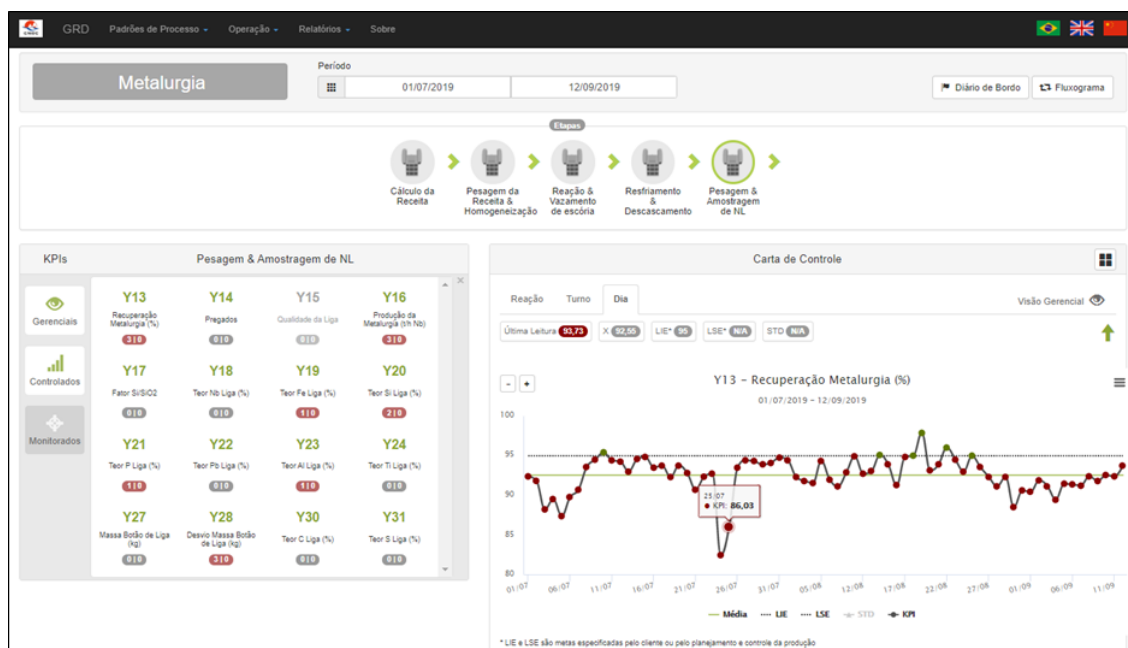 GRD Padrões de Processo Operação Relatórios Sobre
Metalurgia
Período
01/07/2019 12/09/2019
Diário de Bordo Fluxograma
Etapas
Cálculo da
Receita
Pesagem da
Receita &
Homogeneização
Reação &
Vazamento
de escória
Resfriamento
&
Descascamento
Pesagem &
Amostragem
de NL
KPIs Pesagem & Amostragem de NL
Gerenciais
Controlados
Monitorados
Y13
Recuperação
Metalurgia (%)
3|0
Y14
Pregados
0|0
Y15
Qualidade da Liga
0|0
Y16
Produção da
Metalurgia (t/h Nb)
3|0
Y17
Fator Si/SiO2
0|0
Y18
Teor Nb Liga (%)
0|0
Y19
Teor Fe Liga (%)
1|0
Y20
Teor Si Liga (%)
2|0
Y21
Teor P Liga (%)
1|0
Y22
Teor Pb Liga (%)
0|0
Y23
Teor Al Liga (%)
1|0
Y24
Teor Ti Liga (%)
0|0
Y27
Massa Botão de Liga
(kg)
0|0
Y28
Desvio Massa Botão
de Liga (kg)
3|0
Y30
Teor C Liga (%)
0|0
Y31
Teor S Liga (%)
0|0
Carta de Controle
Reação Turno Dia
Visão Gerencial
Última Leitura 93,73 X 92,55 LIE* 95 LSE* N/A STD N/A
- +
Y13 – Recuperação Metalurgia (%)
01/07/2019 – 12/09/2019
100
95
90
85
80
25/07
KPI: 86,03
01/07 06/07 11/07 16/07 21/07 26/07 31/07 05/08 12/08 17/08 22/08 27/08 01/09 06/09 11/09
Média LIE LSE STD KPI
* LIE e LSE são metas especificadas pelo cliente ou pelo planejamento e controle da produção